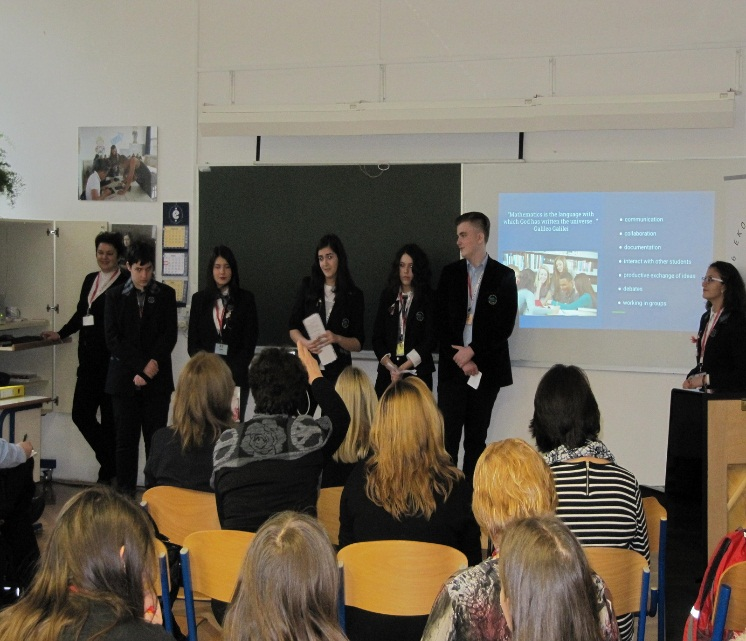 "Mathematics is the language with
which God has written the universe. "
Galileo Galilei
communication
collaboration
documentation
interact with other students
productive exchange of ideas
debates
working in groups
EKO